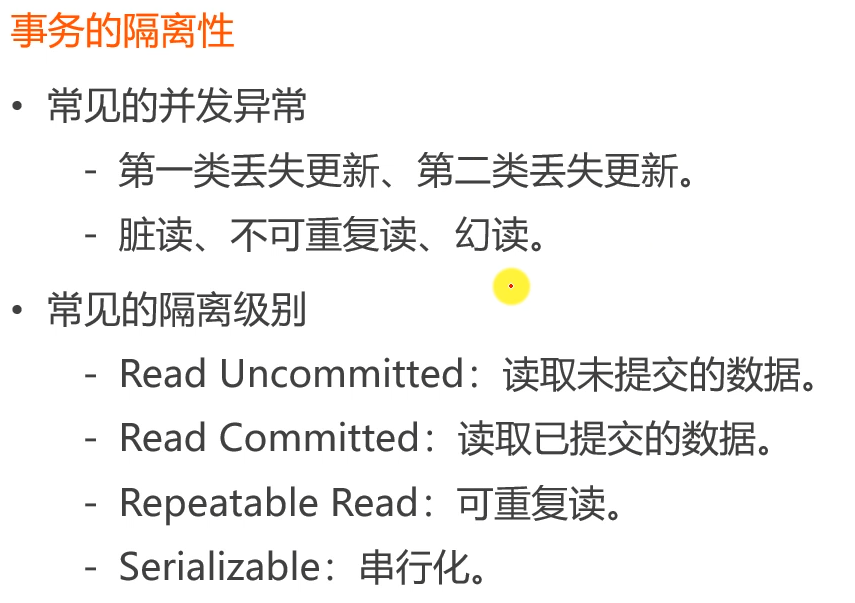 事务的隔离性
• 常见的并发异常
- 第一类丢失更新、第二类丢失更新。
- 脏读、不可重复读、幻读。
• 常见的隔离级别
- Read Uncommitted：读取未提交的数据。
- Read Committed：读取已提交的数据。
- Repeatable Read：可重复读。
- Serializable：串行化。